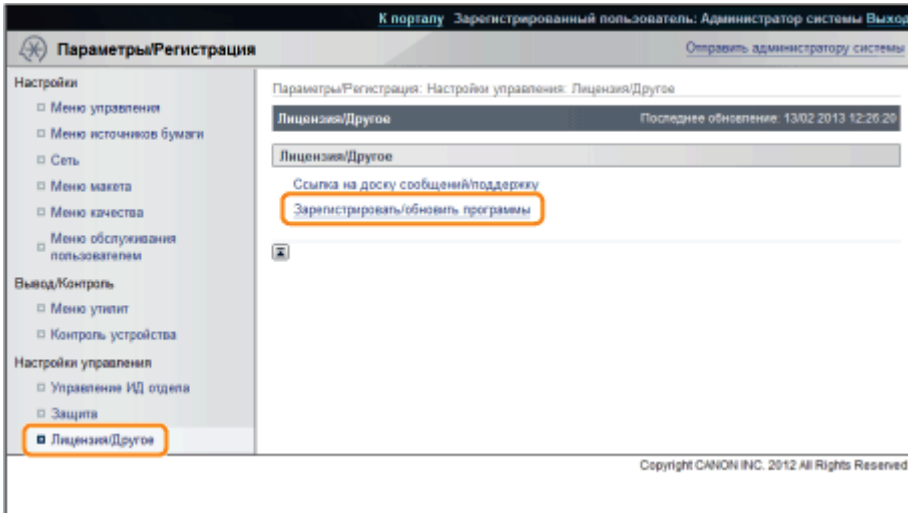 К порталу Зарегистрированный пользователь: Администратор системы Выход
Параметры/Регистрация
Отправить администратору системы
Настройки
Меню управления
Меню источников бумаги
Сеть
Меню макета
Меню качества
Меню обслуживания
пользователем
Вывод/Контроль
Меню утилит
Контроль устройства
Настройки управления
Управление ИД отдела
Защита
Лицензия/Другое
Параметры/Регистрация: Настройки управления: Лицензия/Другое
Лицензия/Другое Последнее обновление: 13/02 2013 12:26:20
Лицензия/Другое
Ссылка на доску сообщений/поддержку
Зарегистрировать/обновить программы
Copyright CANON INC. 2012 All Rights Reserved